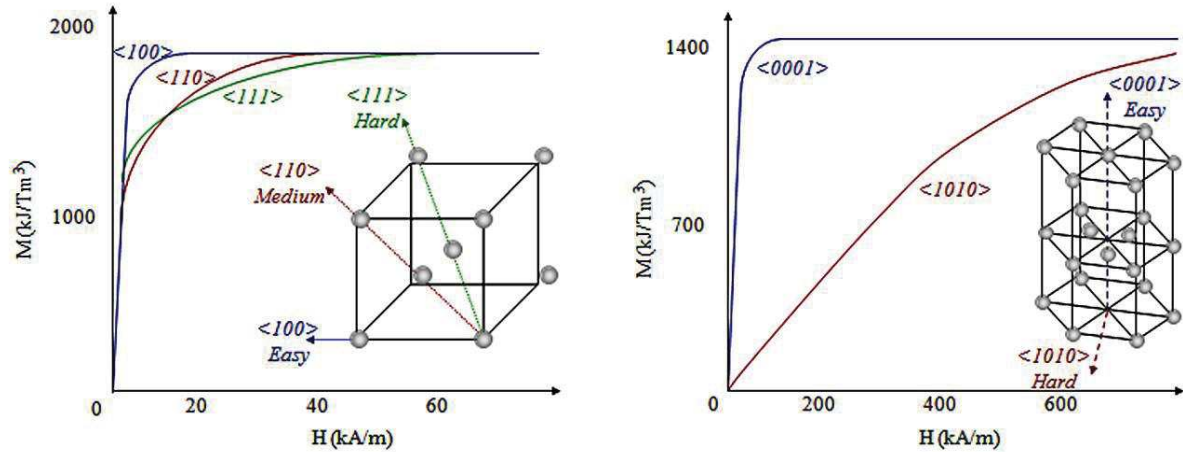 2000
<100>
<110>
<111>
<111>
Hard
<110>
Medium
1000
<100>
Easy
0
20
40
60
M(kJ/Tm³)
H (kA/m)
1400
<0001>
<0001>
Easy
<1010>
700
<1010>
Hard
0
200
400
600
M(kJ/Tm³)
H (kA/m)